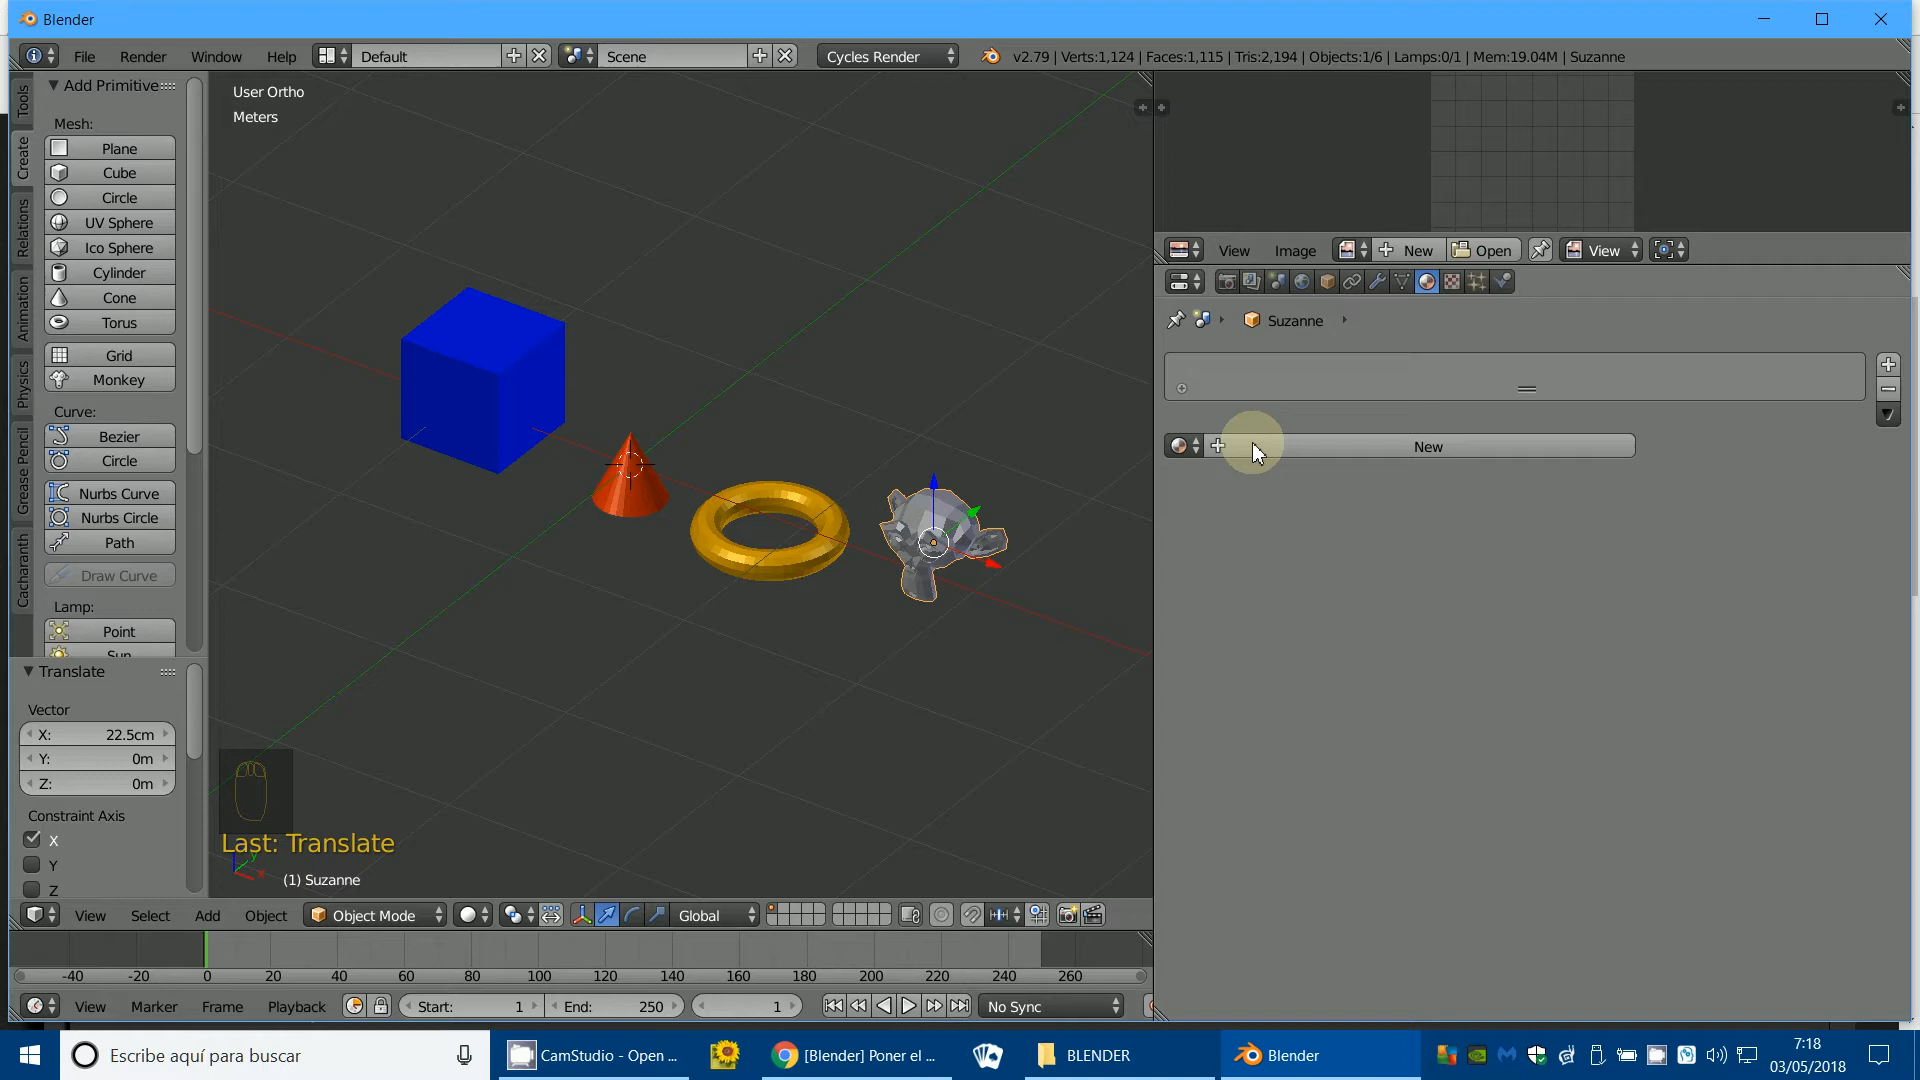 Blender
File Render Window Help Default Scene Cycles Render v2.79 | Verts:1,124 | Faces:1,115 | Tris:2,194 | Objects:1/6 | Lamps:0/1 | Mem:19.04M | Suzanne
Tools
Create
Relations
Animation
Physics
Grease Pencil
Cacharanth
Add Primitive
Mesh:
Plane
Cube
Circle
UV Sphere
Ico Sphere
Cylinder
Cone
Torus
Grid
Monkey
Curve:
Bezier
Circle
Nurbs Curve
Nurbs Circle
Path
Draw Curve
Lamp:
Point
Sun
Translate
Vector
X: 22.5cm
Y: 0m
Z: 0m
Constraint Axis
X
Y
Z
User Ortho
Meters
Last: Translate
(1) Suzanne
View Select Add Object Object Mode Global
-40 -20 0 20 40 60 80 100 120 140 160 180 200 220 240 260
View Marker Frame Playback Start: 1 End: 250 1 No Sync
View Image New Open View
Suzanne
New
Escribe aquí para buscar
CamStudio - Open ...
[Blender] Poner el ...
BLENDER
Blender
7:18
03/05/2018